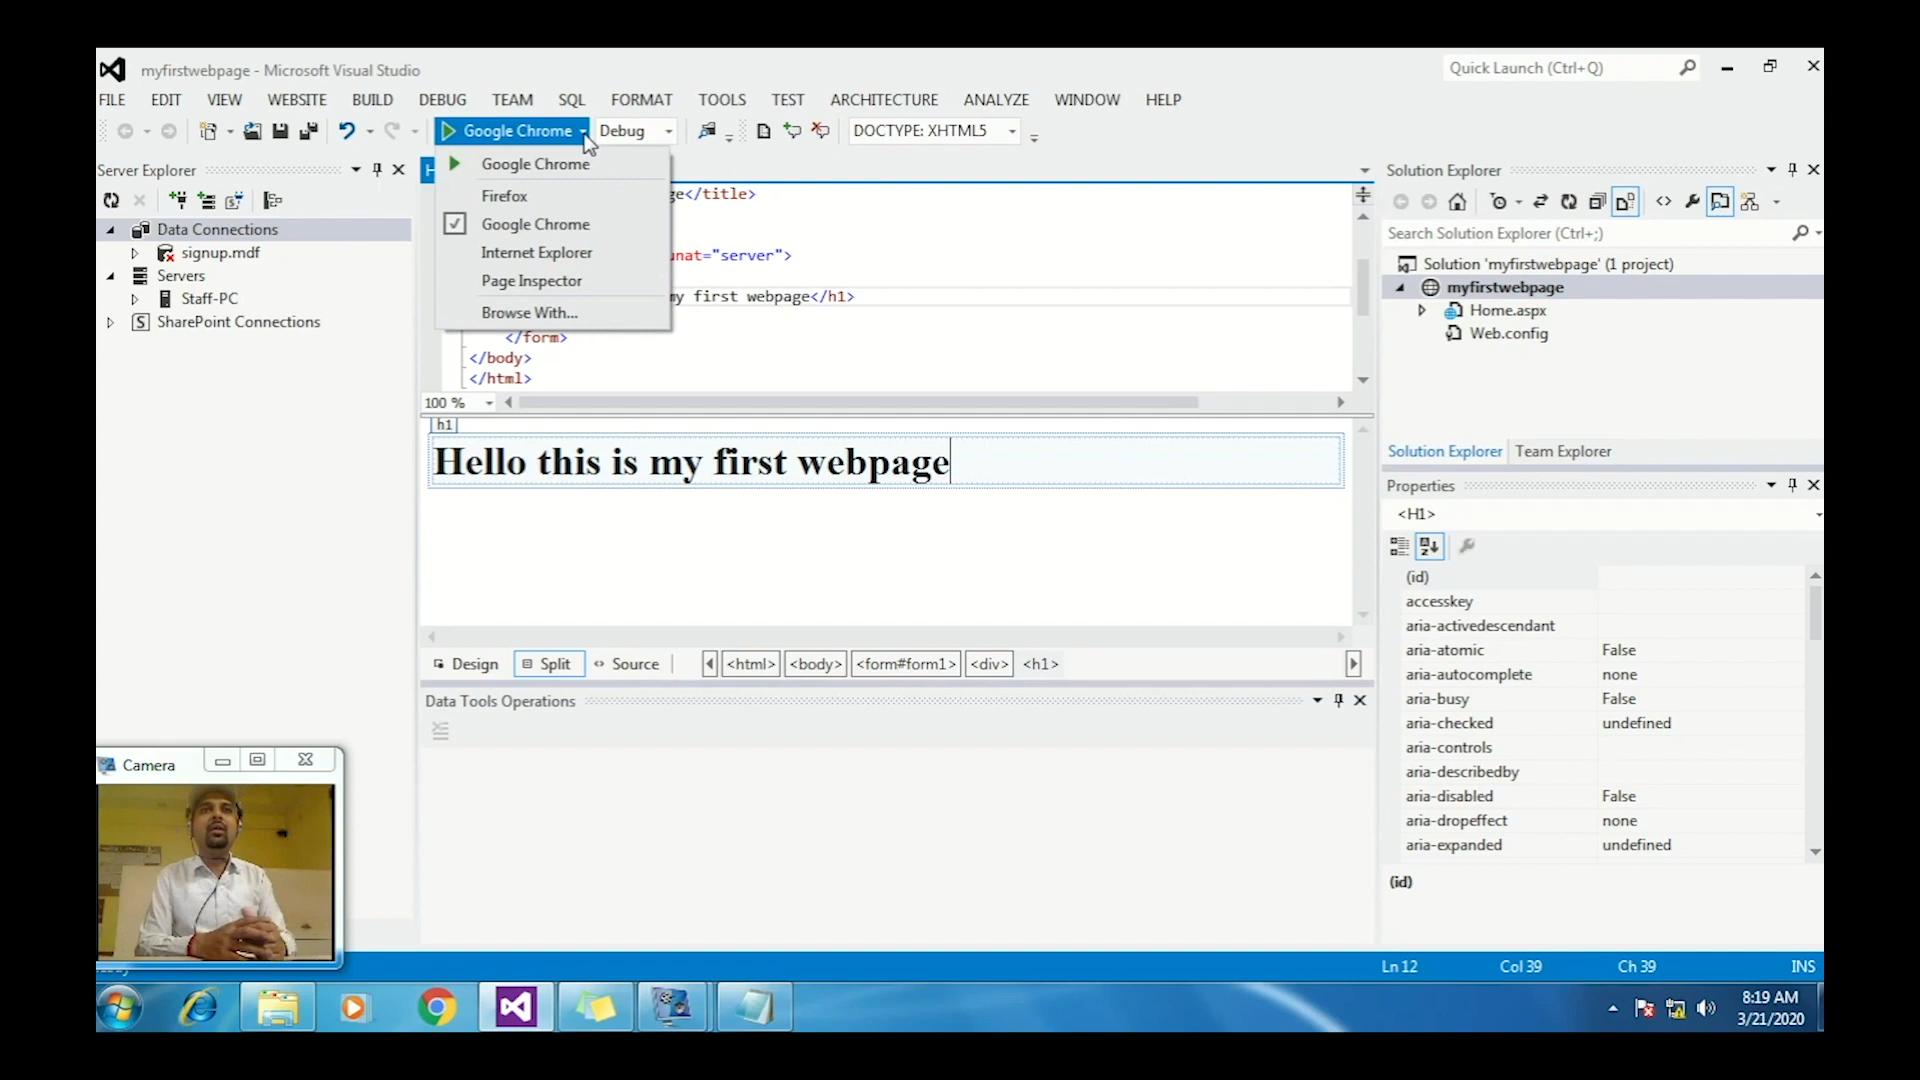 myfirstwebpage - Microsoft Visual Studio
Quick Launch (Ctrl+Q)
FILE EDIT VIEW WEBSITE BUILD DEBUG TEAM SQL FORMAT TOOLS TEST ARCHITECTURE ANALYZE WINDOW HELP
Google Chrome Debug DOCTYPE: XHTML5
Server Explorer
Data Connections
signup.mdf
Servers
Staff-PC
SharePoint Connections
Google Chrome
Firefox
Google Chrome
Internet Explorer
Page Inspector
Browse With...
</title>
"server">
my first webpage</h1>
</form>
</body>
</html>
100 %
h1
Hello this is my first webpage
Design Split Source <html> <body> <form#form1> <div> <h1>
Data Tools Operations
Solution Explorer
Search Solution Explorer (Ctrl+;)
Solution 'myfirstwebpage' (1 project)
myfirstwebpage
Home.aspx
Web.config
Solution Explorer Team Explorer
Properties
<H1>
(id)
accesskey
aria-activedescendant
aria-atomic False
aria-autocomplete none
aria-busy False
aria-checked undefined
aria-controls
aria-describedby
aria-disabled False
aria-dropeffect none
aria-expanded undefined
(id)
Camera
Ln 12 Col 39 Ch 39 INS
8:19 AM
3/21/2020